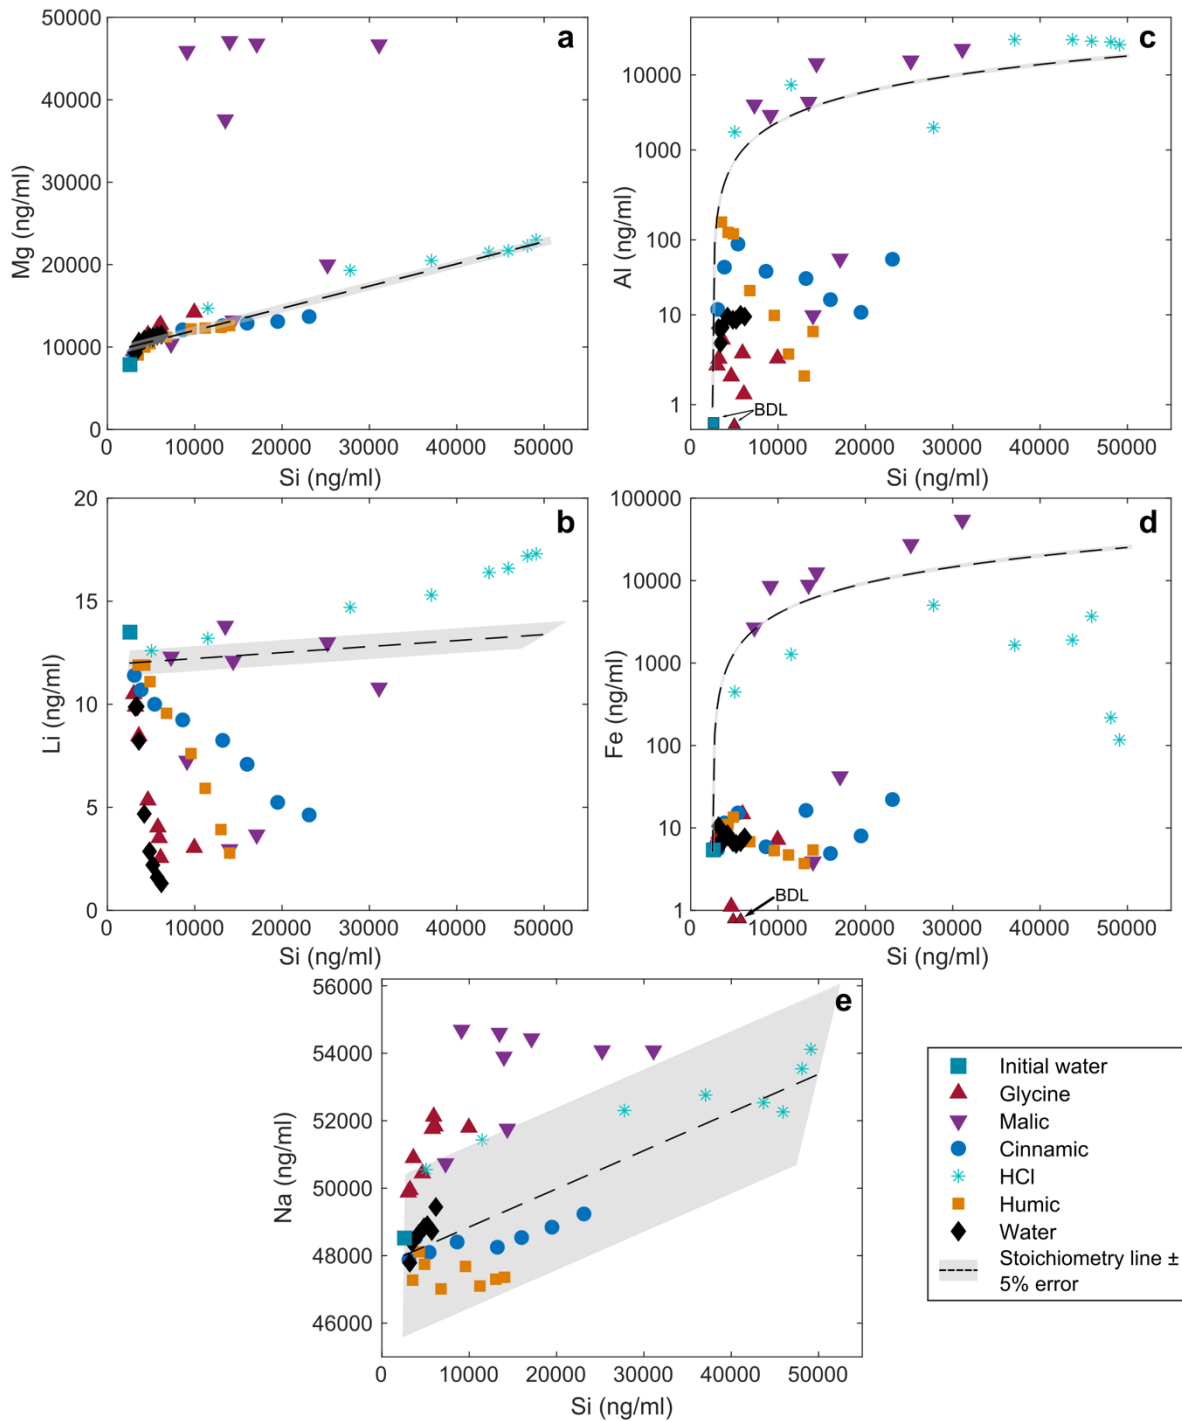 50000
40000
30000
20000
10000
0
Mg (ng/ml)
a
0
10000
20000
30000
40000
50000
Si (ng/ml)
10000
1000
100
10
1
Al (ng/ml)
c
BDL
0
10000
20000
30000
40000
50000
Si (ng/ml)
20
15
10
5
0
Li (ng/ml)
b
0
10000
20000
30000
40000
50000
Si (ng/ml)
100000
10000
1000
100
10
1
Fe (ng/ml)
d
BDL
0
10000
20000
30000
40000
50000
Si (ng/ml)
56000
54000
52000
50000
48000
46000
Na (ng/ml)
e
0
10000
20000
30000
40000
50000
Si (ng/ml)
Initial water
Glycine
Malic
Cinnamic
HCl
Humic
Water
Stoichiometry line ±
5% error